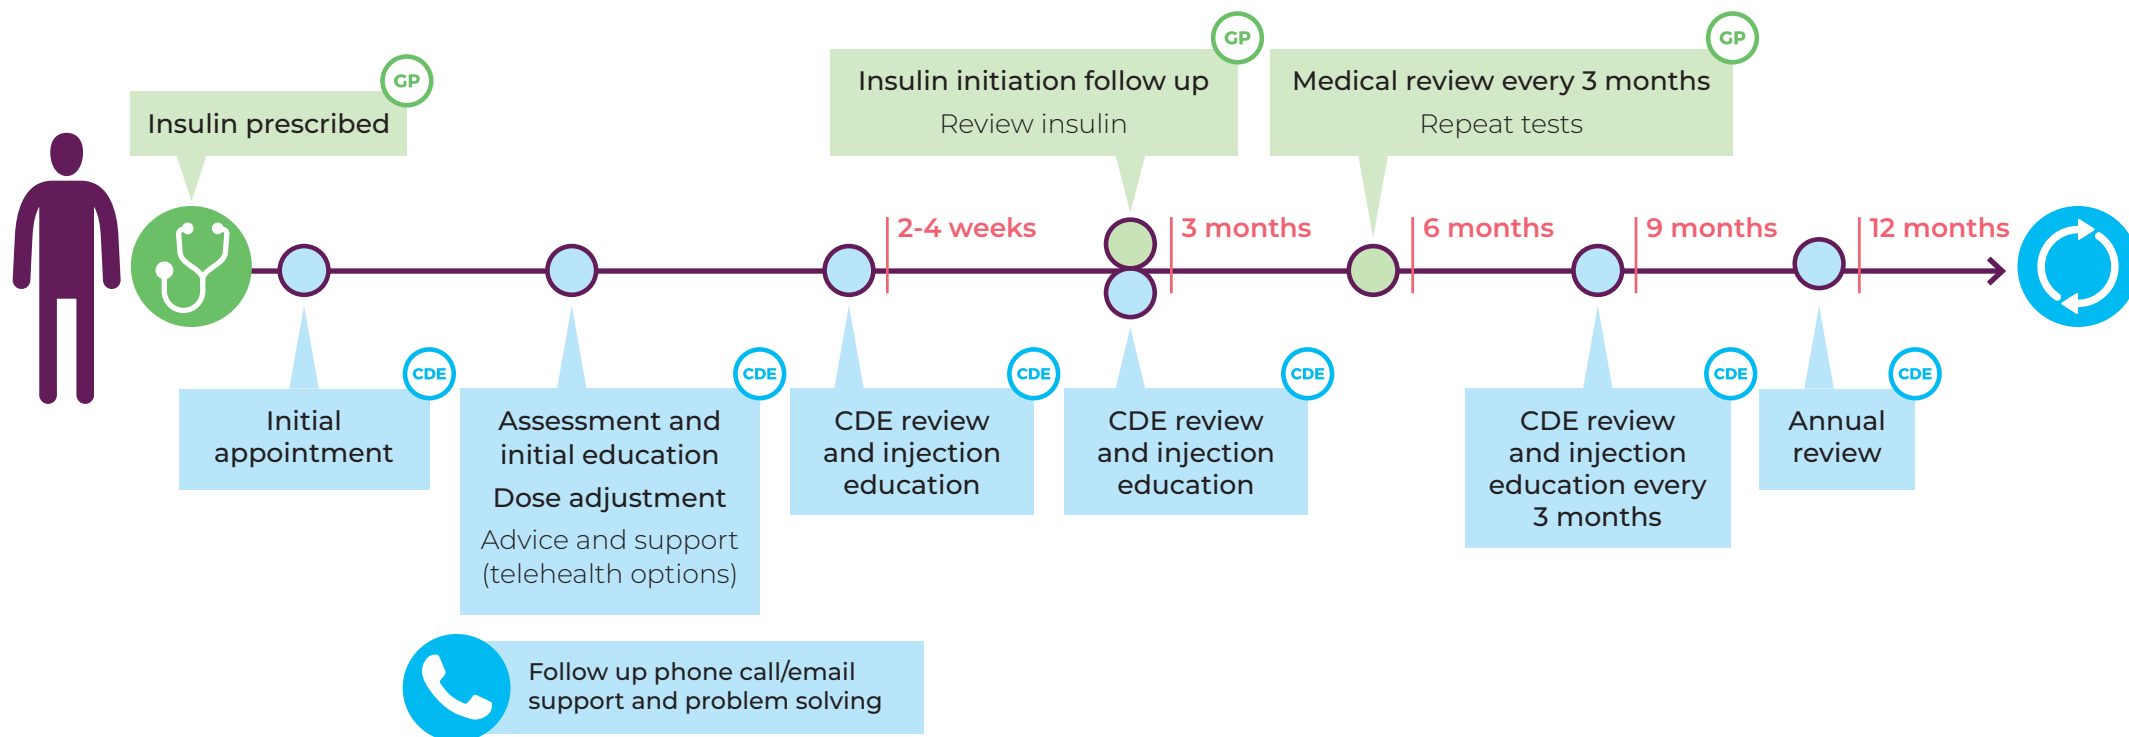 GP
Insulin prescribed
GP
Insulin initiation follow up
Review insulin
GP
Medical review every 3 months
Repeat tests
2-4 weeks
3 months
6 months
9 months
12 months
CDE
Initial
appointment
CDE
Assessment and
initial education
Dose adjustment
Advice and support
(telehealth options)
CDE
CDE review
and injection
education
CDE
CDE review
and injection
education
CDE
CDE review
and injection
education every
3 months
CDE
Annual
review
Follow up phone call/email
support and problem solving